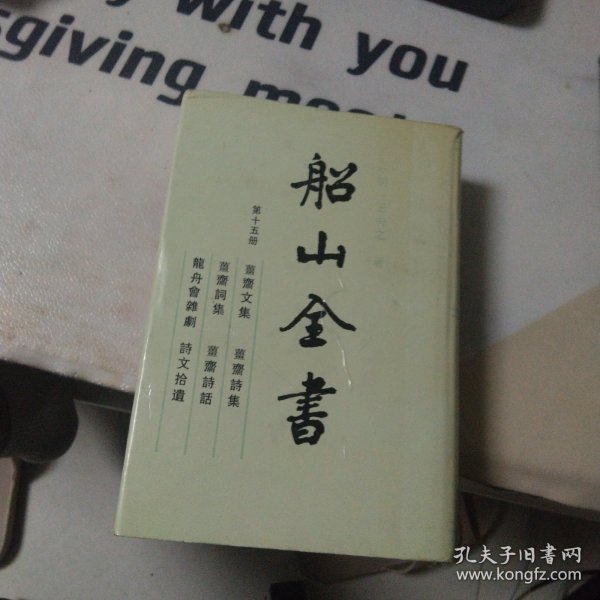 y with you
sgiving
船山全書
第十五册
薑齋文集 薑齋詩集
薑齋詞集 薑齋詩話
龍舟會雜劇 詩文拾遺
孔夫子旧書网
www.kongfz.com